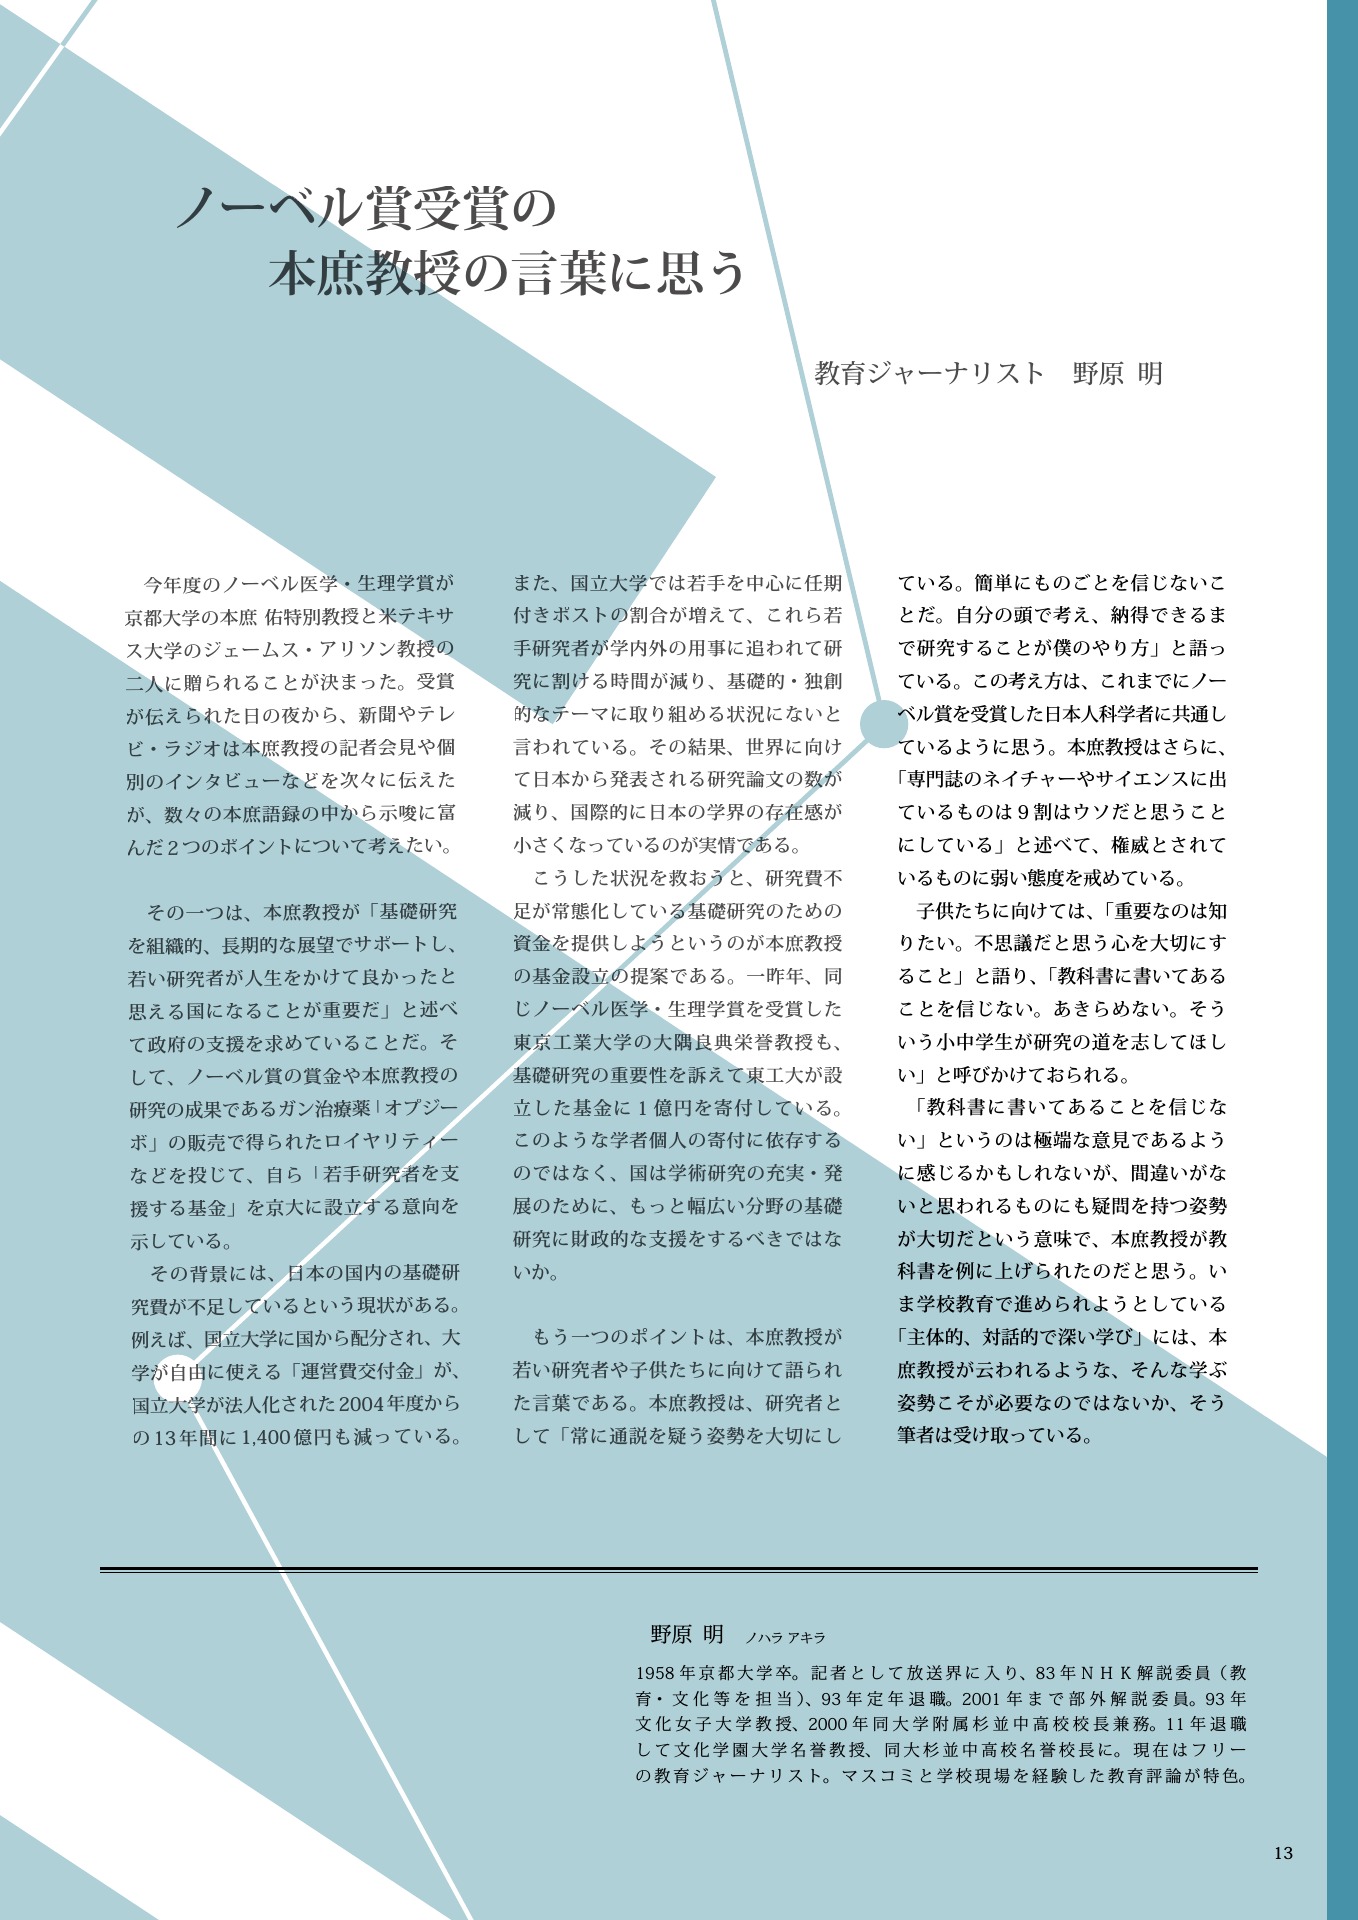 ノーベル賞受賞の
本庶教授の言葉に思う
教育ジャーナリスト　野原 明
今年度のノーベル医学・生理学賞が
京都大学の本庶 佑特別教授と米テキサ
ス大学のジェームス・アリソン教授の
二人に贈られることが決まった。受賞
が伝えられた日の夜から、新聞やテレ
ビ・ラジオは本庶教授の記者会見や個
別のインタビューなどを次々に伝えた
が、数々の本庶語録の中から示唆に富
んだ２つのポイントについて考えたい。
その一つは、本庶教授が「基礎研究
を組織的、長期的な展望でサポートし、
若い研究者が人生をかけて良かったと
思える国になることが重要だ」と述べ
て政府の支援を求めていることだ。そ
して、ノーベル賞の賞金や本庶教授の
研究の成果であるガン治療薬「オプジー
ボ」の販売で得られたロイヤリティー
などを投じて、自ら「若手研究者を支
援する基金」を京大に設立する意向を
示している。
その背景には、日本の国内の基礎研
究費が不足しているという現状がある。
例えば、国立大学に国から配分され、大
学が自由に使える「運営費交付金」が、
国立大学が法人化された2004年度から
の13年間に1,400億円も減っている。
また、国立大学では若手を中心に任期
付きポストの割合が増えて、これら若
手研究者が学内外の用事に追われて研
究に割ける時間が減り、基礎的・独創
的なテーマに取り組める状況にないと
言われている。その結果、世界に向け
て日本から発表される研究論文の数が
減り、国際的に日本の学界の存在感が
小さくなっているのが実情である。
こうした状況を救おうと、研究費不
足が常態化している基礎研究のための
資金を提供しようというのが本庶教授
の基金設立の提案である。一昨年、同
じノーベル医学・生理学賞を受賞した
東京工業大学の大隅良典栄誉教授も、
基礎研究の重要性を訴えて東工大が設
立した基金に 1 億円を寄付している。
このような学者個人の寄付に依存する
のではなく、国は学術研究の充実・発
展のために、もっと幅広い分野の基礎
研究に財政的な支援をするべきではな
いか。
もう一つのポイントは、本庶教授が
若い研究者や子供たちに向けて語られ
た言葉である。本庶教授は、研究者と
して「常に通説を疑う姿勢を大切にし
ている。簡単にものごとを信じないこ
とだ。自分の頭で考え、納得できるま
で研究することが僕のやり方」と語っ
ている。この考え方は、これまでにノー
ベル賞を受賞した日本人科学者に共通し
ているように思う。本庶教授はさらに、
「専門誌のネイチャーやサイエンスに出
ているものは９割はウソだと思うこと
にしている」と述べて、権威とされて
いるものに弱い態度を戒めている。
子供たちに向けては、「重要なのは知
りたい。不思議だと思う心を大切にす
ること」と語り、「教科書に書いてある
ことを信じない。あきらめない。そう
いう小中学生が研究の道を志してほし
い」と呼びかけておられる。
「教科書に書いてあることを信じな
い」というのは極端な意見であるよう
に感じるかもしれないが、間違いがな
いと思われるものにも疑問を持つ姿勢
が大切だという意味で、本庶教授が教
科書を例に上げられたのだと思う。い
ま学校教育で進められようとしている
「主体的、対話的で深い学び」には、本
庶教授が云われるような、そんな学ぶ
姿勢こそが必要なのではないか、そう
筆者は受け取っている。
野原 明　ノハラ アキラ
1958 年京都大学卒。記者として放送界に入り、83 年ＮＨＫ解説委員（教
育・文化等を担当）、93 年定年退職。2001 年まで部外解説委員。93 年
文化女子大学教授、2000 年同大学附属杉並中高校校長兼務。11 年退職
して文化学園大学名誉教授、同大杉並中高校名誉校長に。現在はフリー
の教育ジャーナリスト。マスコミと学校現場を経験した教育評論が特色。
13